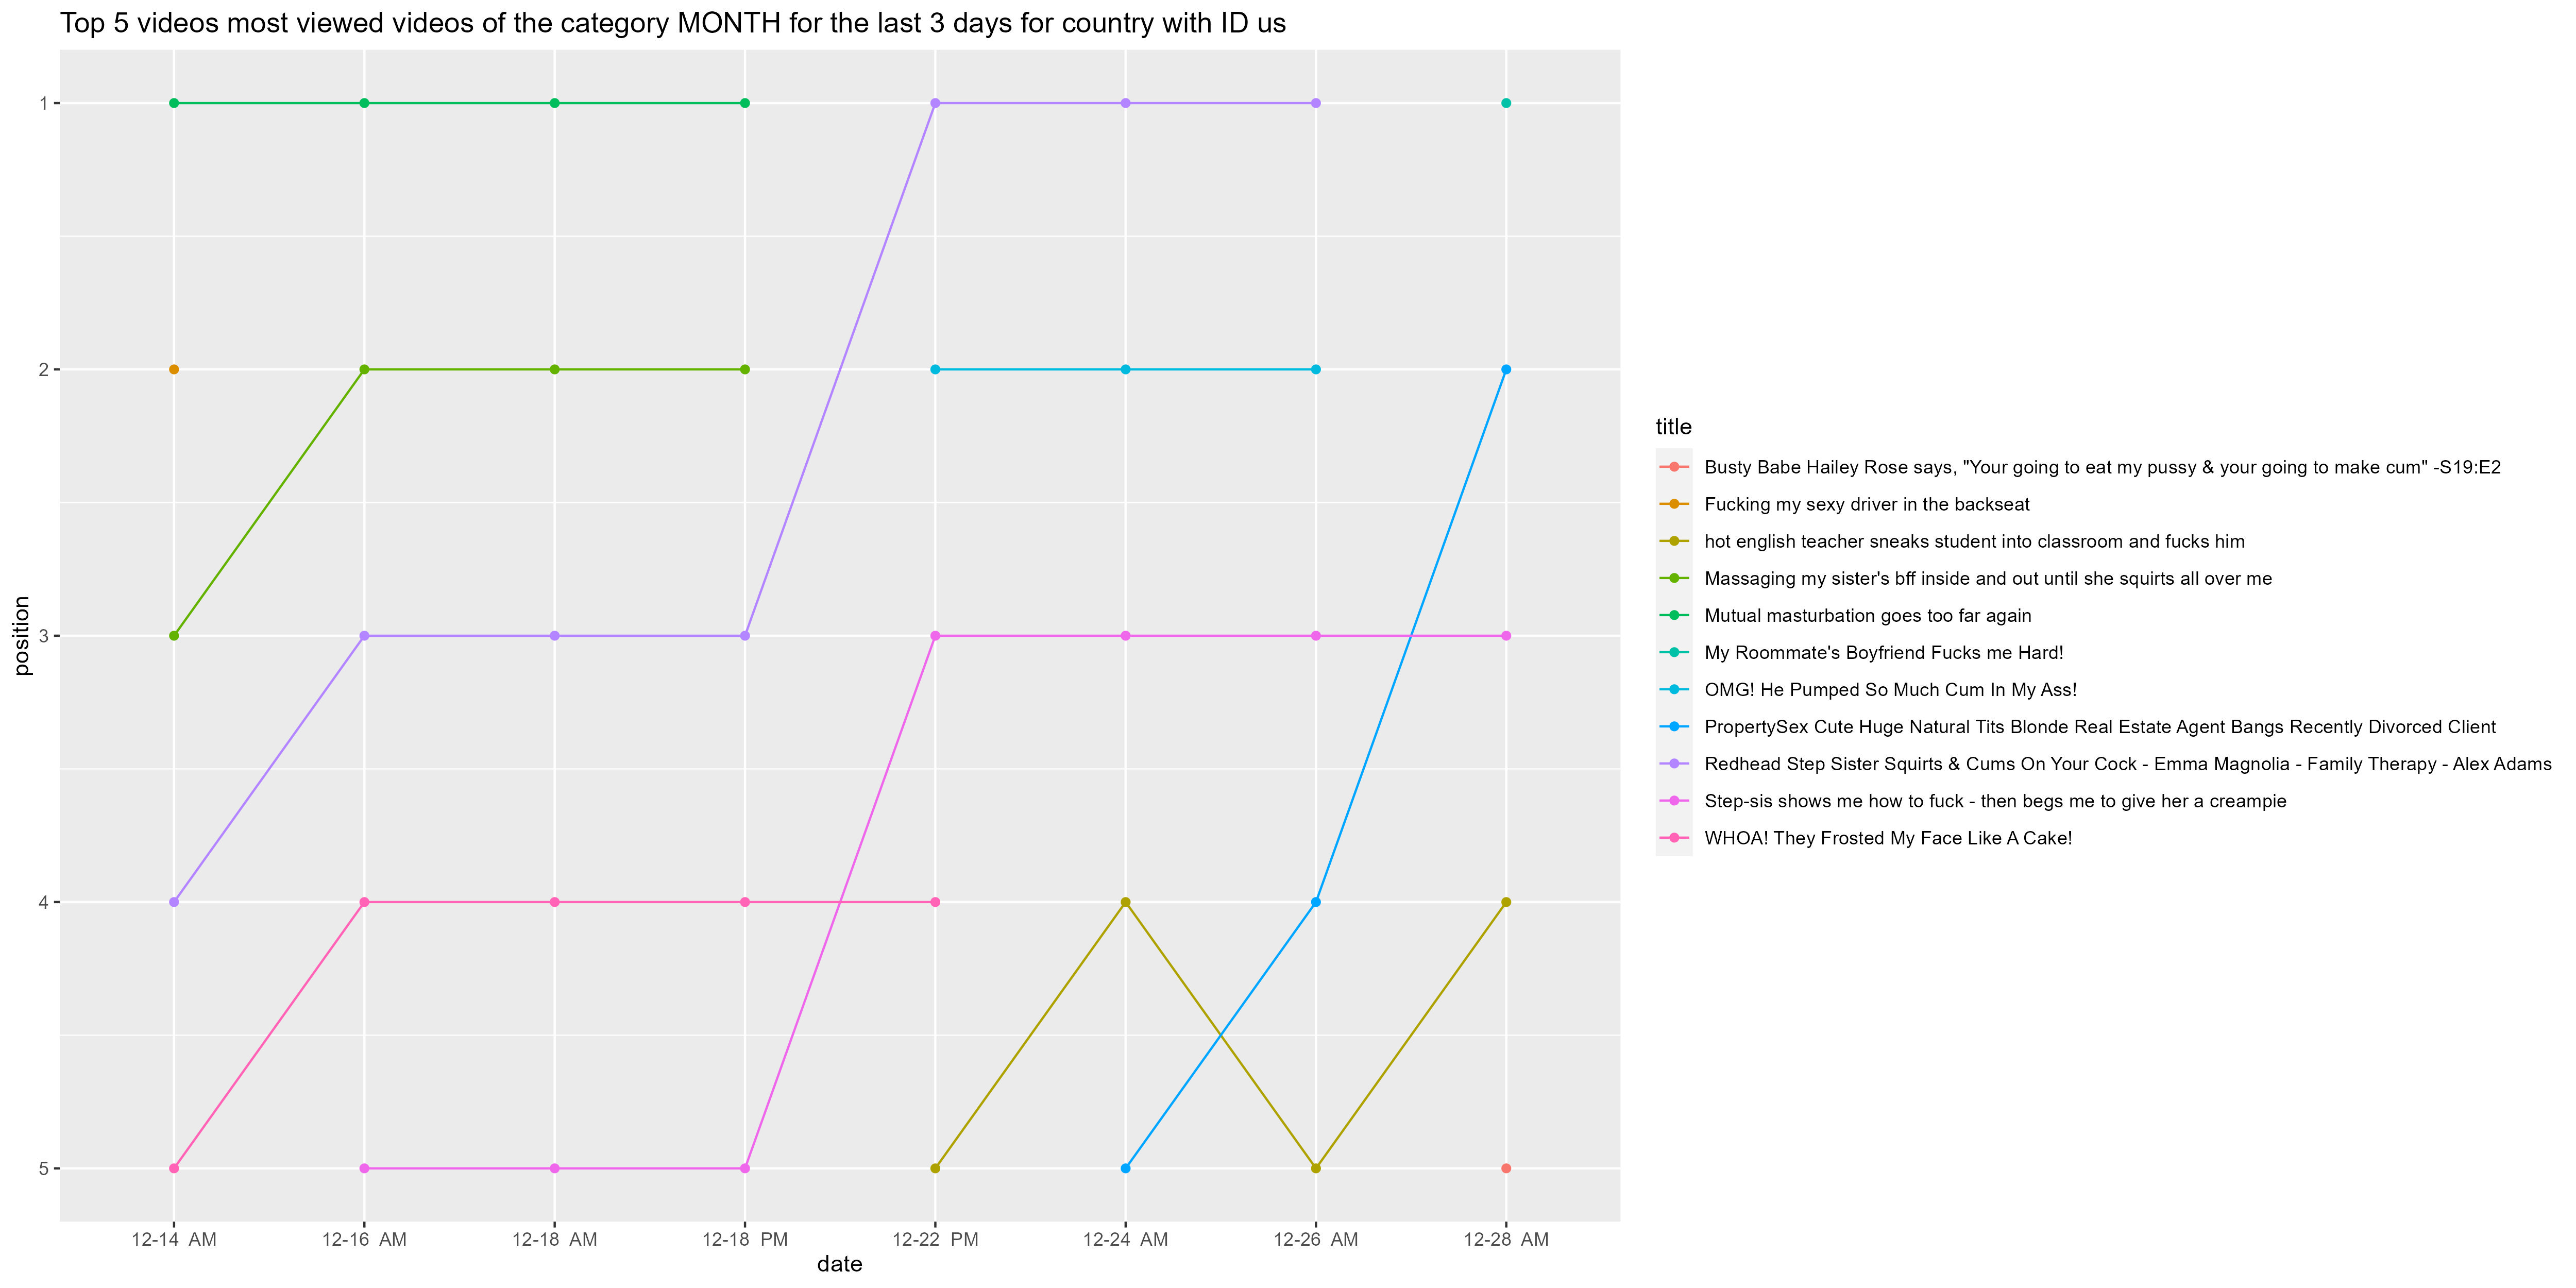 Top 5 videos most viewed videos of the category MONTH for the last 3 days for country with ID us
position
1
2
3
4
5
12-14 AM
12-16 AM
12-18 AM
12-18 PM
12-22 PM
12-24 AM
12-26 AM
12-28 AM
date
title
Busty Babe Hailey Rose says, "Your going to eat my pussy & your going to make cum" -S19:E2
Fucking my sexy driver in the backseat
hot english teacher sneaks student into classroom and fucks him
Massaging my sister's bff inside and out until she squirts all over me
Mutual masturbation goes too far again
My Roommate's Boyfriend Fucks me Hard!
OMG! He Pumped So Much Cum In My Ass!
PropertySex Cute Huge Natural Tits Blonde Real Estate Agent Bangs Recently Divorced Client
Redhead Step Sister Squirts & Cums On Your Cock - Emma Magnolia - Family Therapy - Alex Adams
Step-sis shows me how to fuck - then begs me to give her a creampie
WHOA! They Frosted My Face Like A Cake!